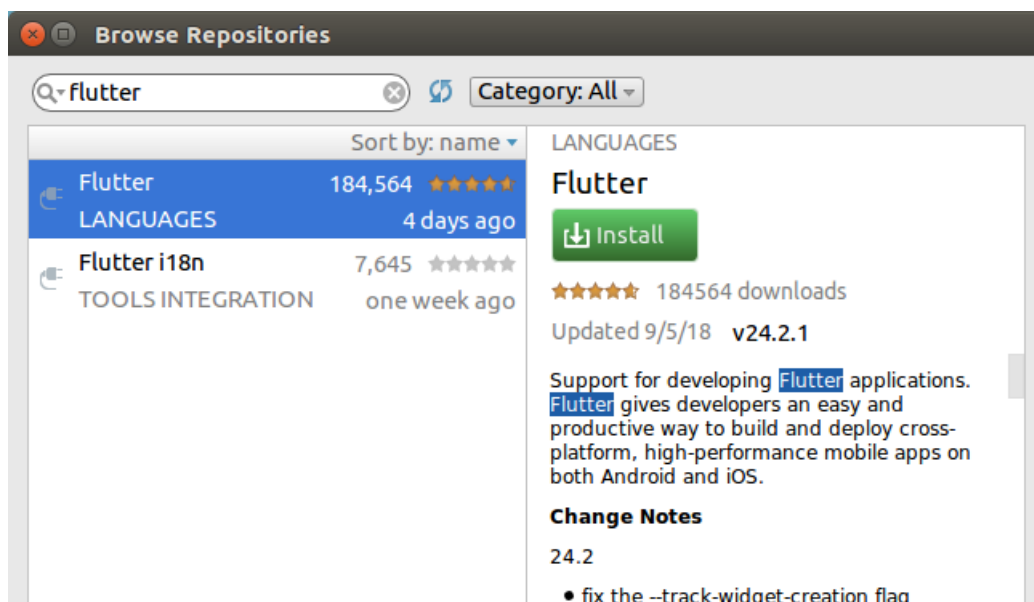 Browse Repositories
flutter
Category: All
Sort by: name
Flutter 184,564
LANGUAGES 4 days ago
Flutter i18n 7,645
TOOLS INTEGRATION one week ago
LANGUAGES
Flutter
Install
184564 downloads
Updated 9/5/18 v24.2.1
Support for developing Flutter applications.
Flutter gives developers an easy and
productive way to build and deploy cross-
platform, high-performance mobile apps on
both Android and iOS.
Change Notes
24.2
• fix the --track-widget-creation flag